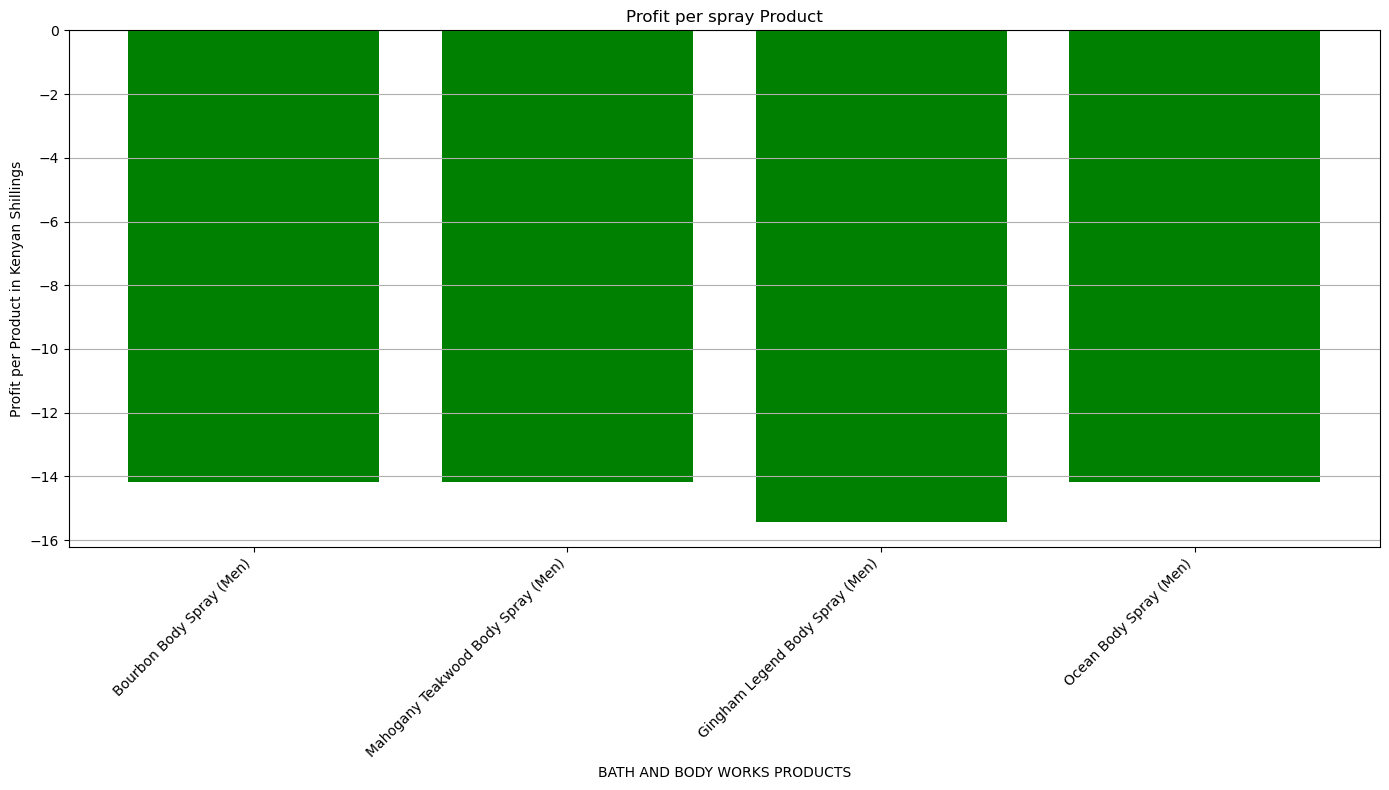 Profit per spray Product
Profit per Product in Kenyan Shillings
0
−2
−4
−6
−8
−10
−12
−14
−16
Bourbon Body Spray (Men)
Mahogany Teakwood Body Spray (Men)
Gingham Legend Body Spray (Men)
Ocean Body Spray (Men)
BATH AND BODY WORKS PRODUCTS